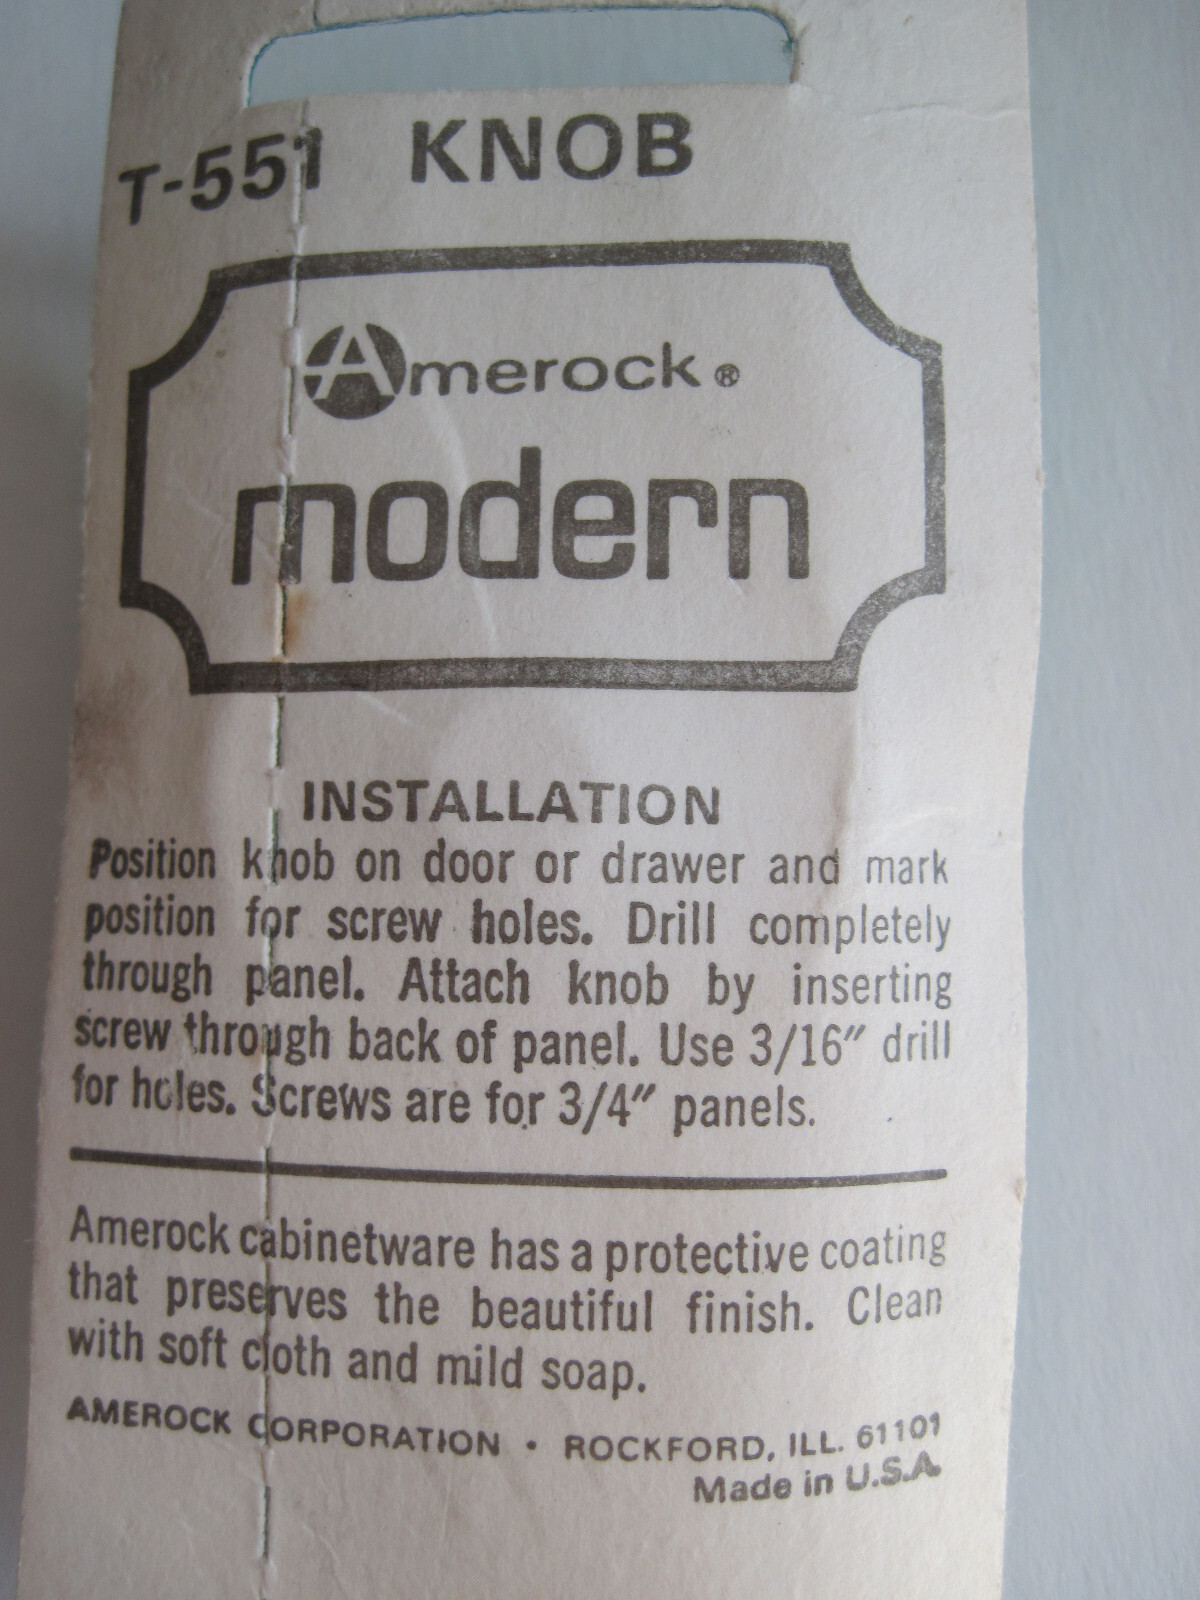 T-551 KNOB
Amerock®
modern
INSTALLATION
Position knob on door or drawer and mark
position for screw holes. Drill completely
through panel. Attach knob by inserting
screw through back of panel. Use 3/16" drill
for holes. Screws are for 3/4" panels.
Amerock cabinetware has a protective coating
that preserves the beautiful finish. Clean
with soft cloth and mild soap.
AMEROCK CORPORATION • ROCKFORD, ILL. 61101
Made in U.S.A.